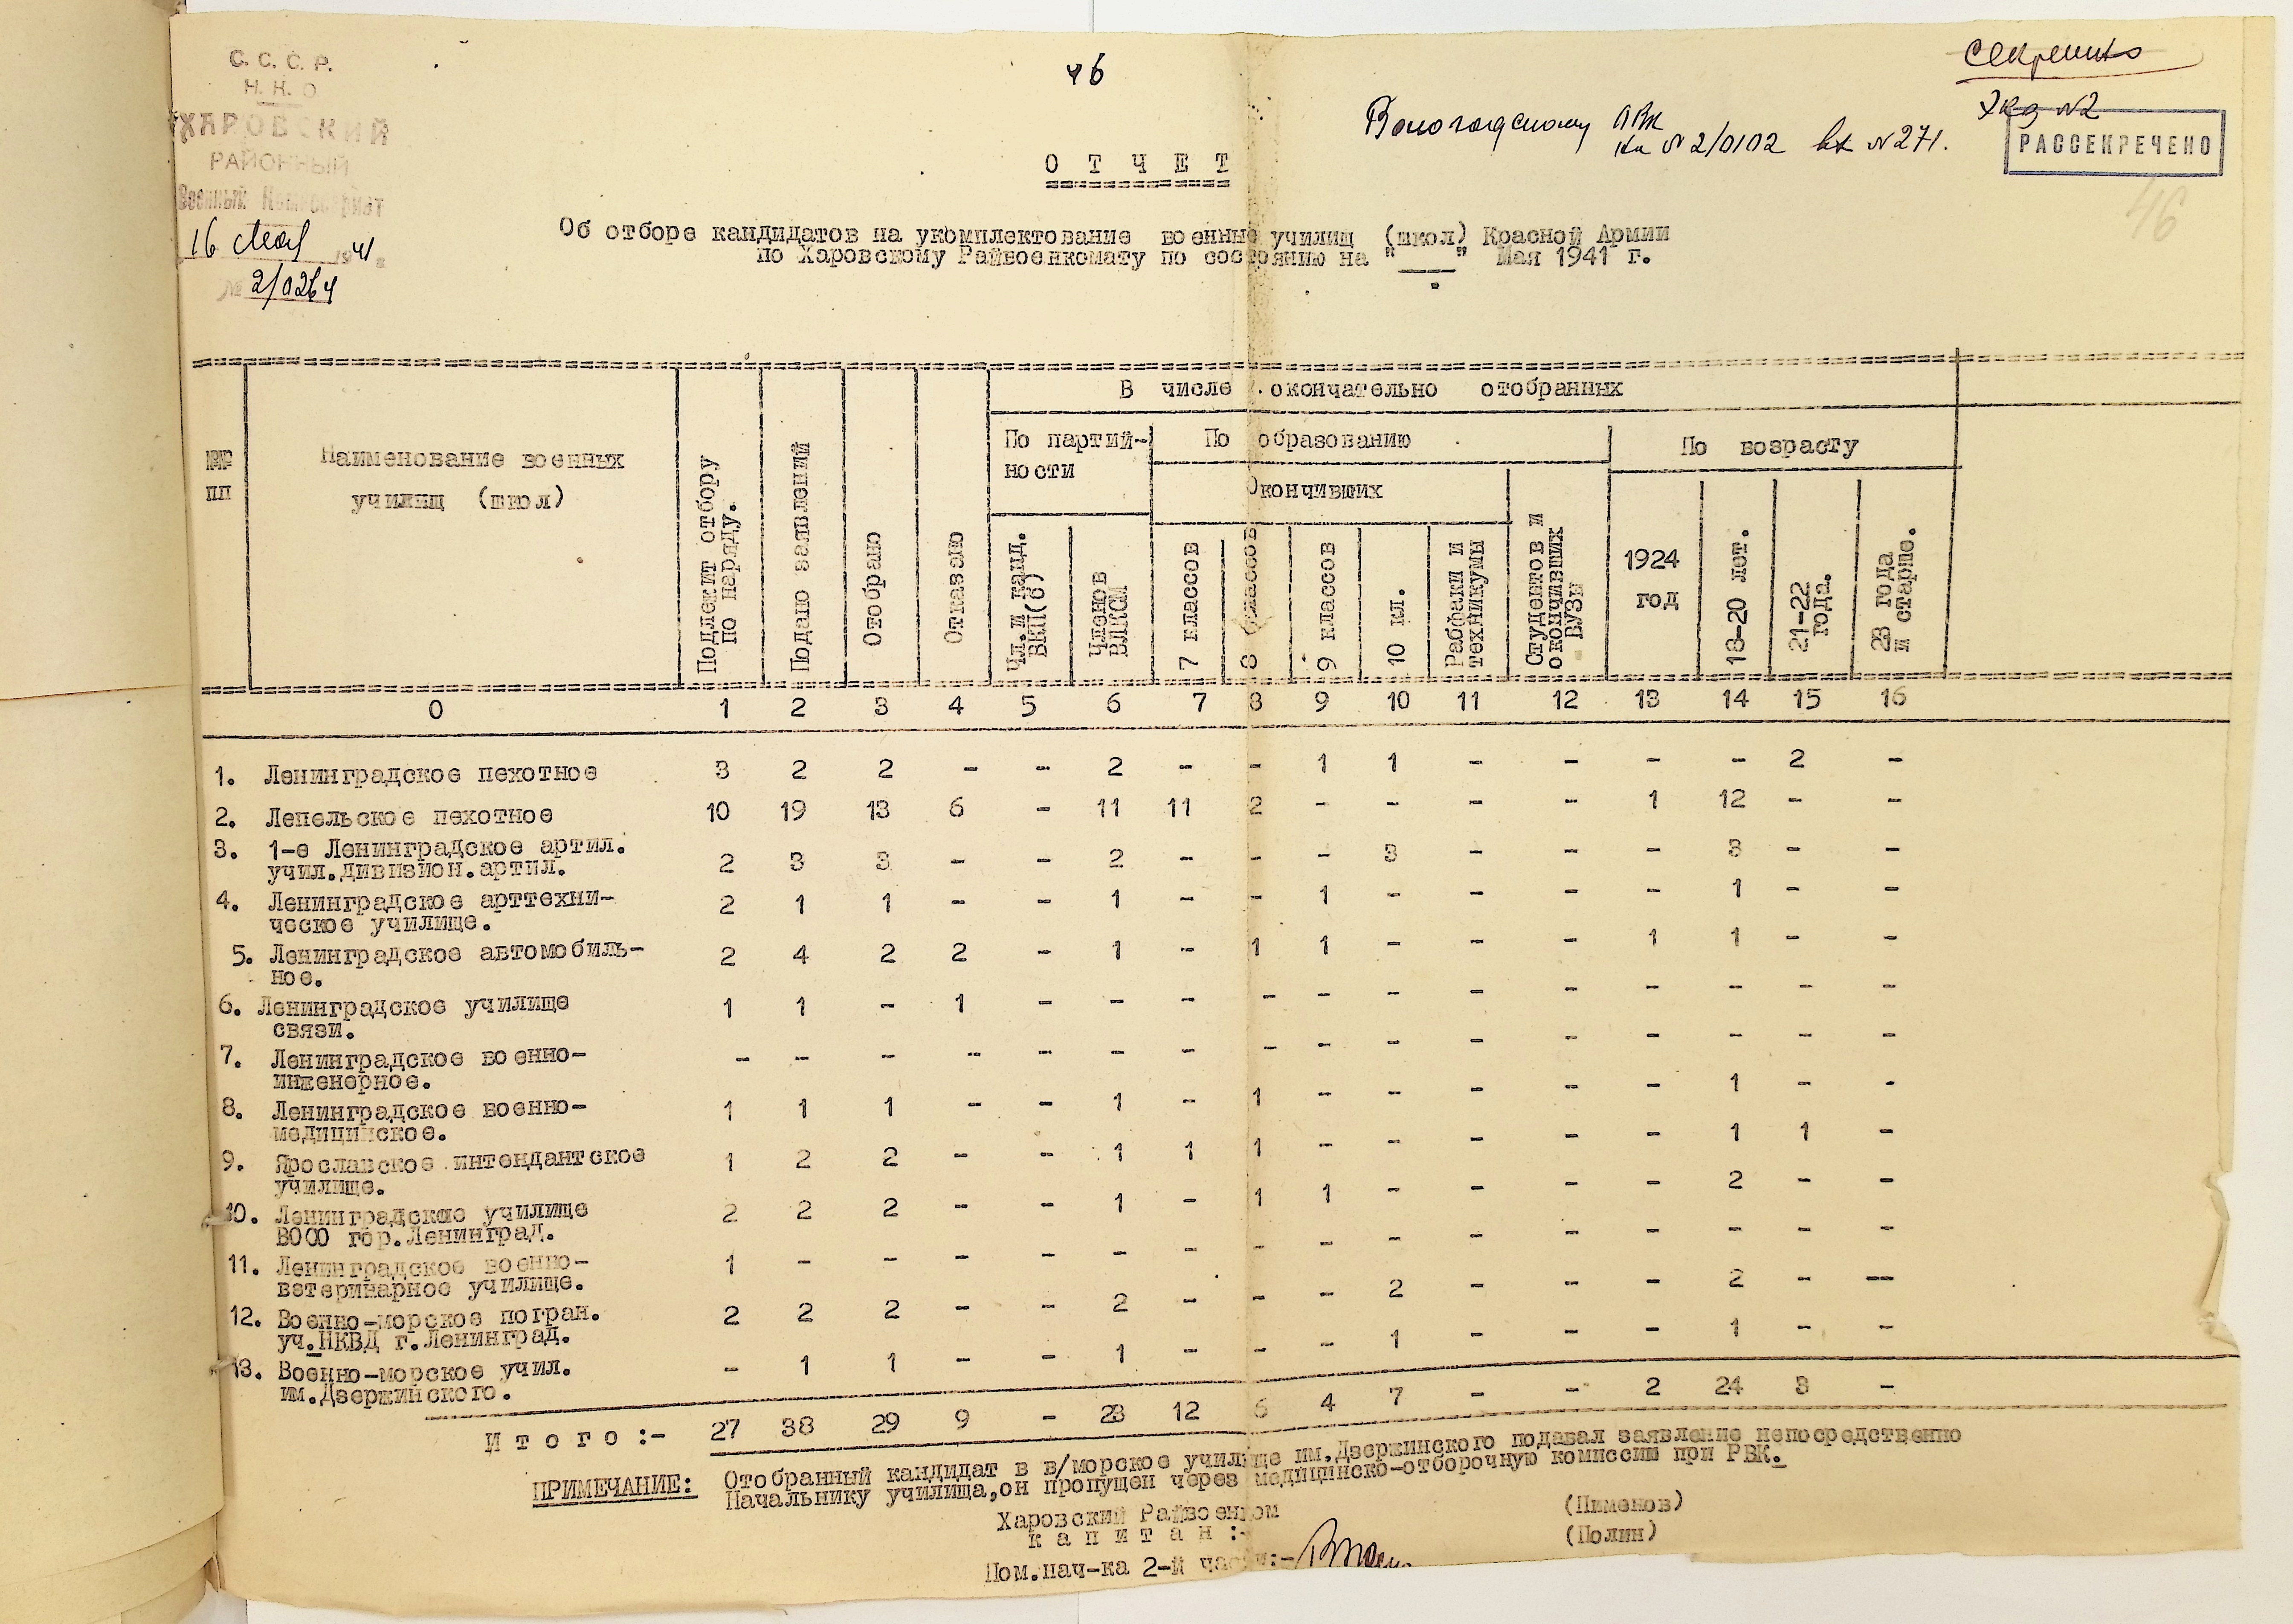 С. С. С. Р.
Н. К. О
ХАРОВСКИЙ
РАЙОННЫЙ
Военный Комиссариат
16 мая 1941 г.
№ 2/0264
46
секретно
Экз №2
Вологодскому ОВК
на №2/0102 вх №271.
РАССЕКРЕЧЕНО
46
О Т Ч Е Т
Об отборе кандидатов на укомплектование военные училищ (школ) Красной Армии
по Харовскому Райвоенкомату по состоянию на "___" Мая 1941 г.
№№ пп
Наименование военных
училищ (школ)
Подлежит отбору
по наряду.
Подано заявлений
Отобрано
Отказано
В числе окончательно отобранных
По партий-
ности
По образованию
По возрасту
Окончивших
Чл.и канд.
ВКП(б)
Членов
ВЛКСМ
7 классов
8 классов
9 классов
10 кл.
Рабфаки и
техникумы
Студентов и
окончивших
ВУЗы
1924
год
18-20 лет.
21-22
года.
23 года
и старше.
0 1 2 3 4 5 6 7 8 9 10 11 12 13 14 15 16
1. Ленинградское пехотное 3 2 2 - - 2 - - 1 1 - - - - 2 -
2. Лепельское пехотное 10 19 13 6 - 11 11 2 - - - - 1 12 - -
3. 1-е Ленинградское артил.
учил.дивизион.артил. 2 3 3 - - 2 - - - 3 - - - 3 - -
4. Ленинградское арттехни-
ческое училище. 2 1 1 - - 1 - - 1 - - - - 1 - -
5. Ленинградское автомобиль-
ное. 2 4 2 2 - 1 - 1 1 - - - 1 1 - -
6. Ленинградское училище
связи. 1 1 - 1 - - - - - - - - - - - -
7. Ленинградское военно-
инженерное. - - - - - - - - - - - - - - - -
8. Ленинградское военно-
медицинское. 1 1 1 - - 1 - 1 - - - - - 1 - -
9. Ярославское интендантское
училище. 1 2 2 - - 1 1 1 - - - - - 1 1 -
10. Ленинградское училище
ВОСО гор.Ленинград. 2 2 2 - - 1 - 1 1 - - - - 2 - -
11. Ленинградское военно-
ветеринарное училище. 1 - - - - - - - - - - - - - - -
12. Военно-морское погран.
уч.НКВД г.Ленинград. 2 2 2 - - 2 - - - 2 - - - 2 - -
13. Военно-морское учил.
им.Дзержинского. - 1 1 - - 1 - - - 1 - - - 1 - -
И т о г о :- 27 38 29 9 - 23 12 6 4 7 - - 2 24 3 -
ПРИМЕЧАНИЕ: Отобранный кандидат в в/морское училище им.Дзержинского подавал заявление непосредственно
Начальнику училища,он пропущен через медицинско-отборочную комиссию при РВК.
Харовский Райвоенком
к а п и т а н :- (Пименов)
Пом.нач-ка 2-й части:- (Полин)